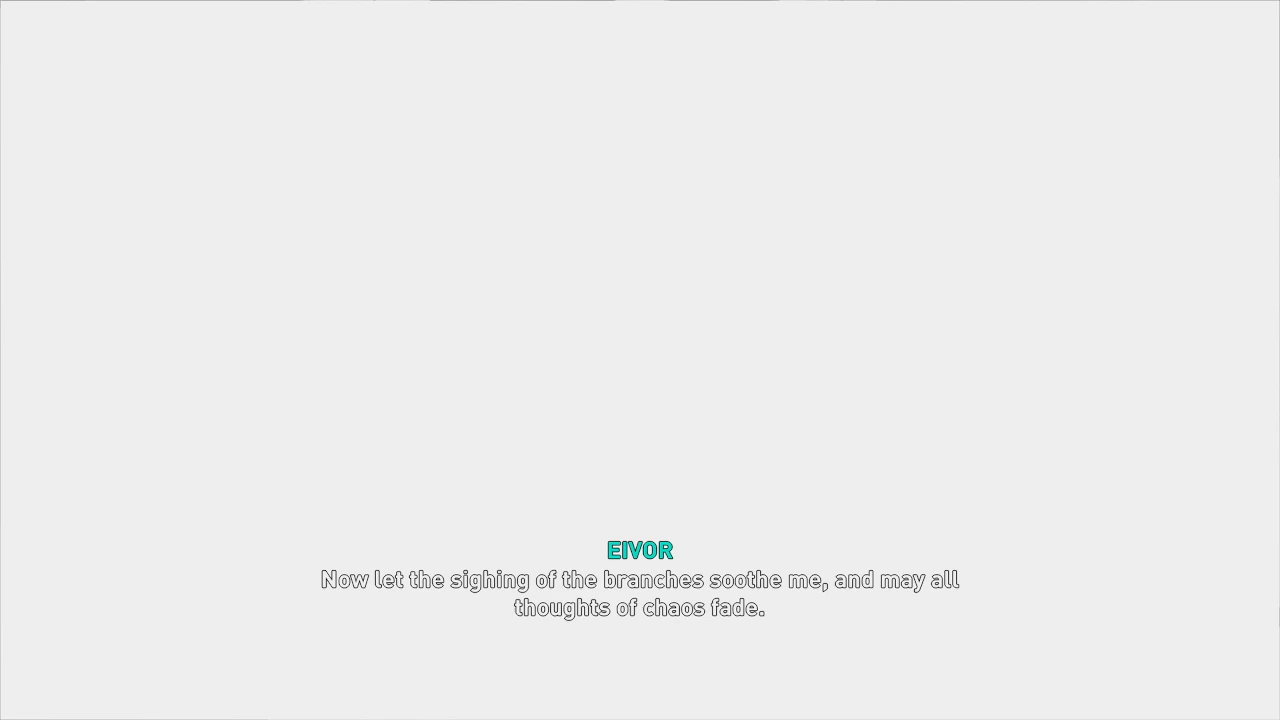 EIVOR
Now let the sighing of the branches soothe me, and may all
thoughts of chaos fade.